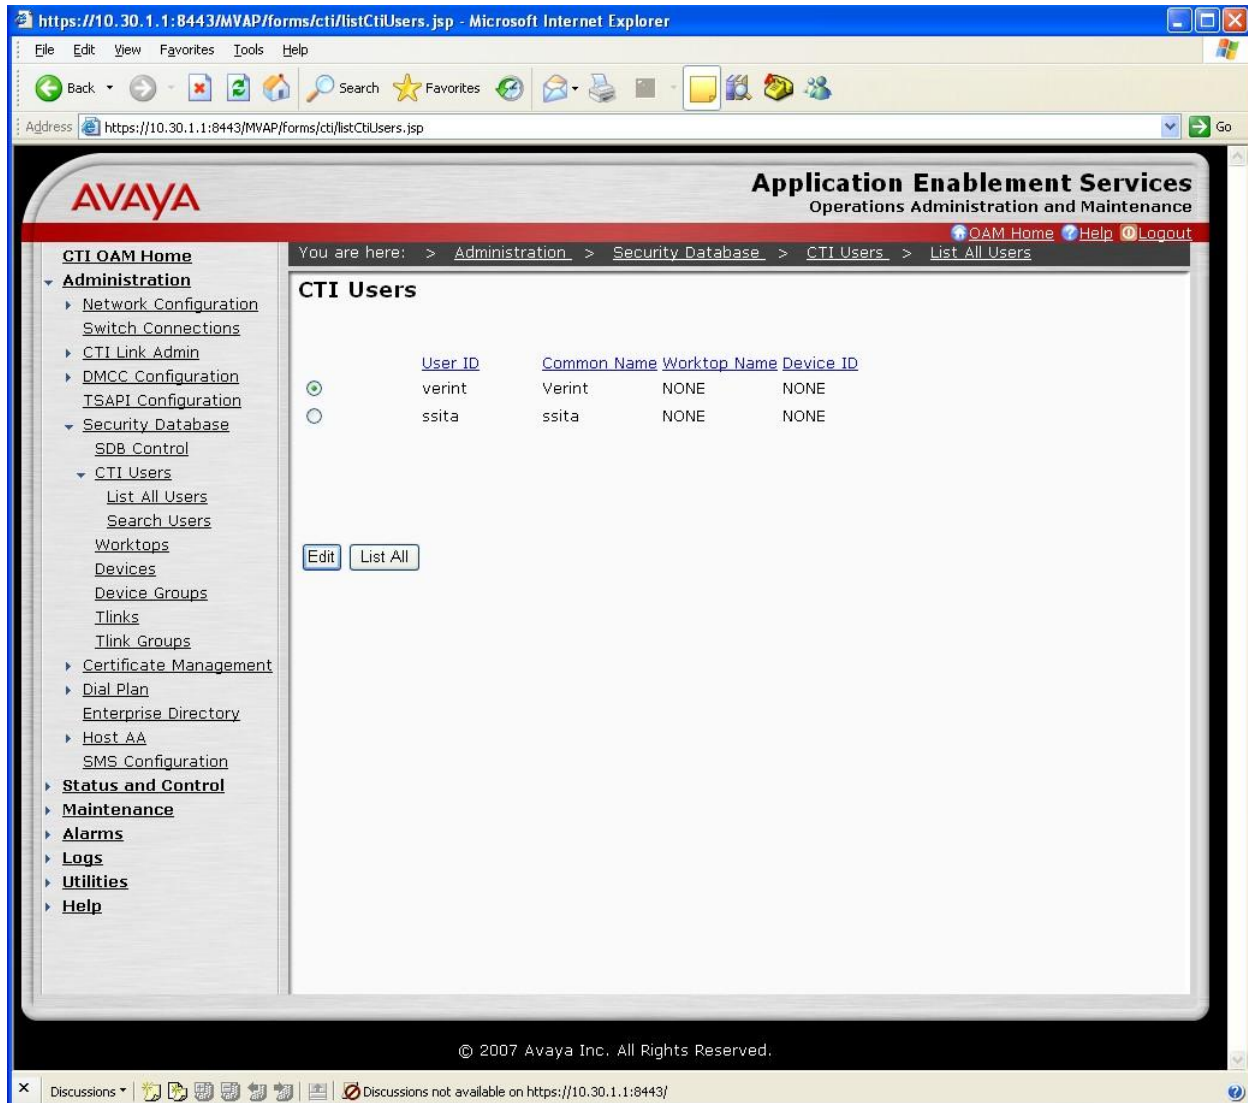 https://10.30.1.1:8443/MVAP/forms/cti/listCtiUsers.jsp - Microsoft Internet Explorer
File Edit View Favorites Tools Help
Back Search Favorites
Address https://10.30.1.1:8443/MVAP/forms/cti/listCtiUsers.jsp Go
AVAYA
Application Enablement Services
Operations Administration and Maintenance
OAM Home Help Logout
You are here: > Administration > Security Database > CTI Users > List All Users
CTI OAM Home
Administration
Network Configuration
Switch Connections
CTI Link Admin
DMCC Configuration
TSAPI Configuration
Security Database
SDB Control
CTI Users
List All Users
Search Users
Worktops
Devices
Device Groups
Tlinks
Tlink Groups
Certificate Management
Dial Plan
Enterprise Directory
Host AA
SMS Configuration
Status and Control
Maintenance
Alarms
Logs
Utilities
Help
CTI Users
User ID Common Name Worktop Name Device ID
verint Verint NONE NONE
ssita ssita NONE NONE
Edit List All
© 2007 Avaya Inc. All Rights Reserved.
Discussions Discussions not available on https://10.30.1.1:8443/